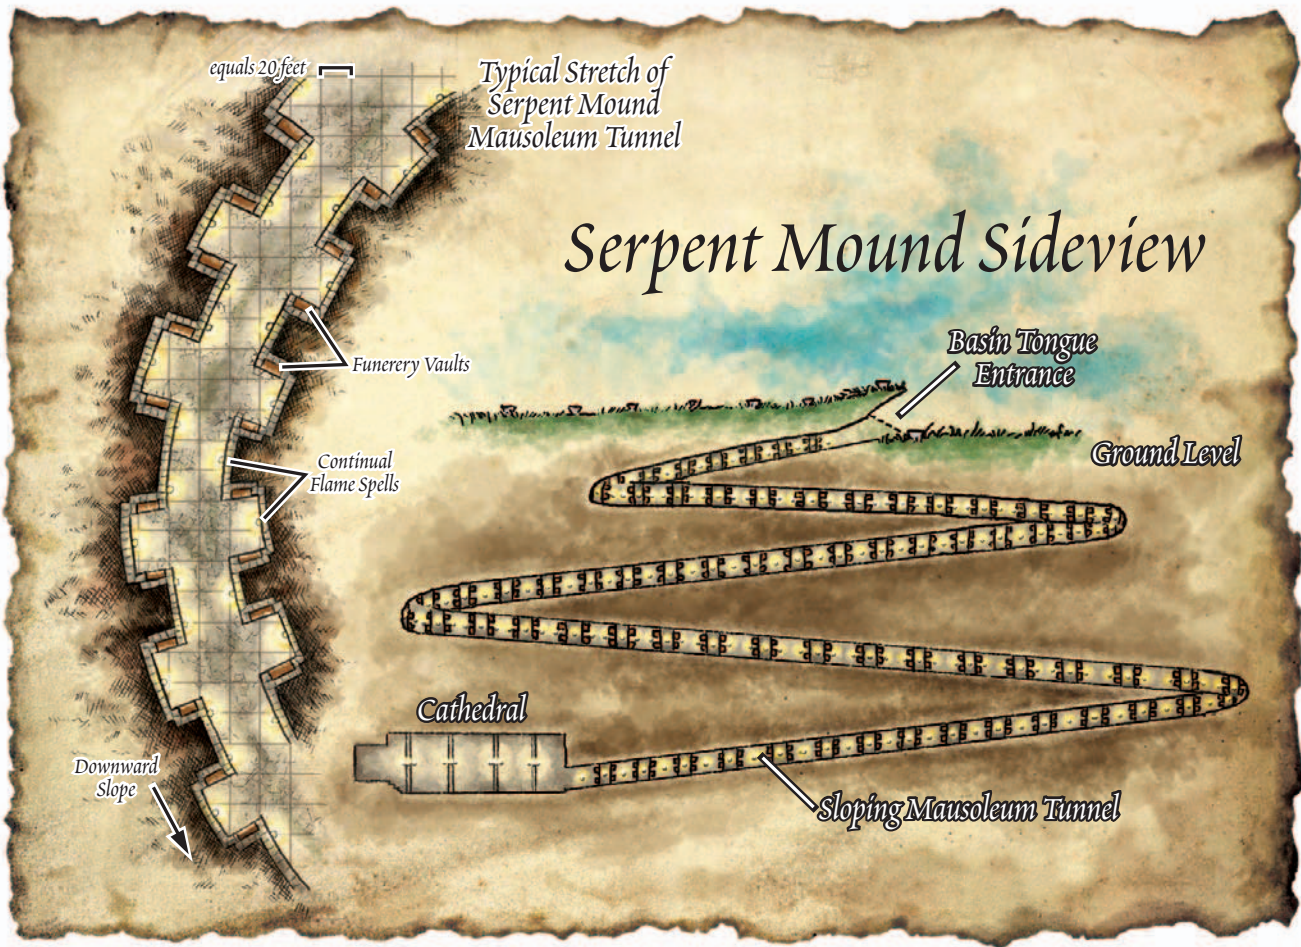 equals 20 feet
Typical Stretch of
Serpent Mound
Mausoleum Tunnel
Serpent Mound Sideview
Basin Tongue
Entrance
Funerery Vaults
Ground Level
Continual
Flame Spells
Cathedral
Downward
Slope
Sloping Mausoleum Tunnel